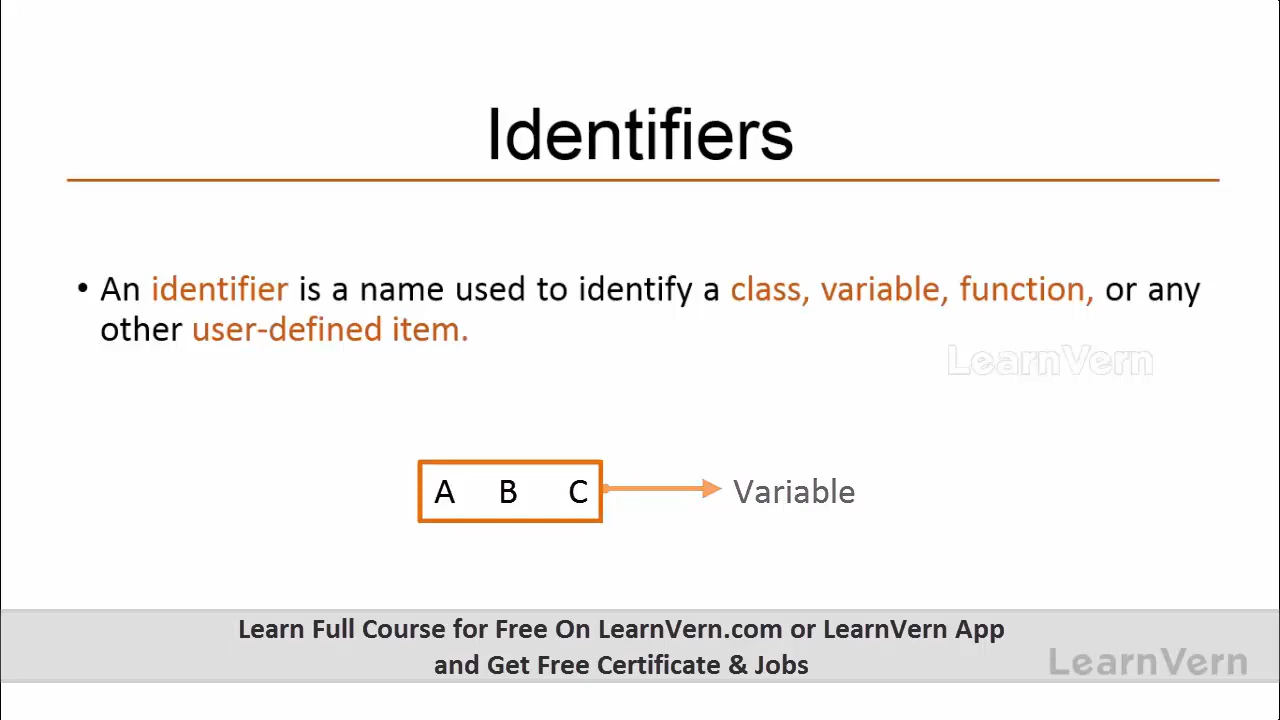 Identifiers
• An identifier is a name used to identify a class, variable, function, or any
other user-defined item.
LearnVern
A B C Variable
Learn Full Course for Free On LearnVern.com or LearnVern App
and Get Free Certificate & Jobs
LearnVern